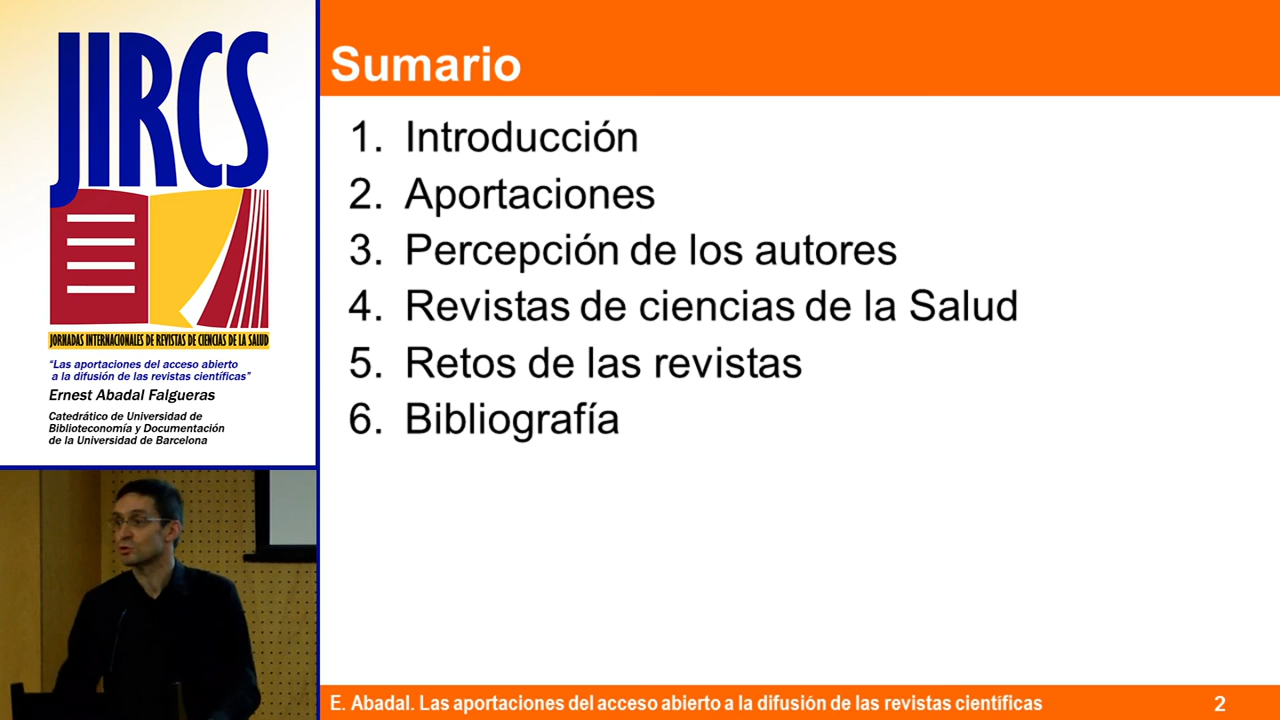 JIRCS
JORNADAS INTERNACIONALES DE REVISTAS DE CIENCIAS DE LA SALUD
“Las aportaciones del acceso abierto
a la difusión de las revistas científicas”
Ernest Abadal Falgueras
Catedrático de Universidad de
Biblioteconomía y Documentación
de la Universidad de Barcelona
Sumario
1. Introducción
2. Aportaciones
3. Percepción de los autores
4. Revistas de ciencias de la Salud
5. Retos de las revistas
6. Bibliografía
E. Abadal. Las aportaciones del acceso abierto a la difusión de las revistas científicas
2